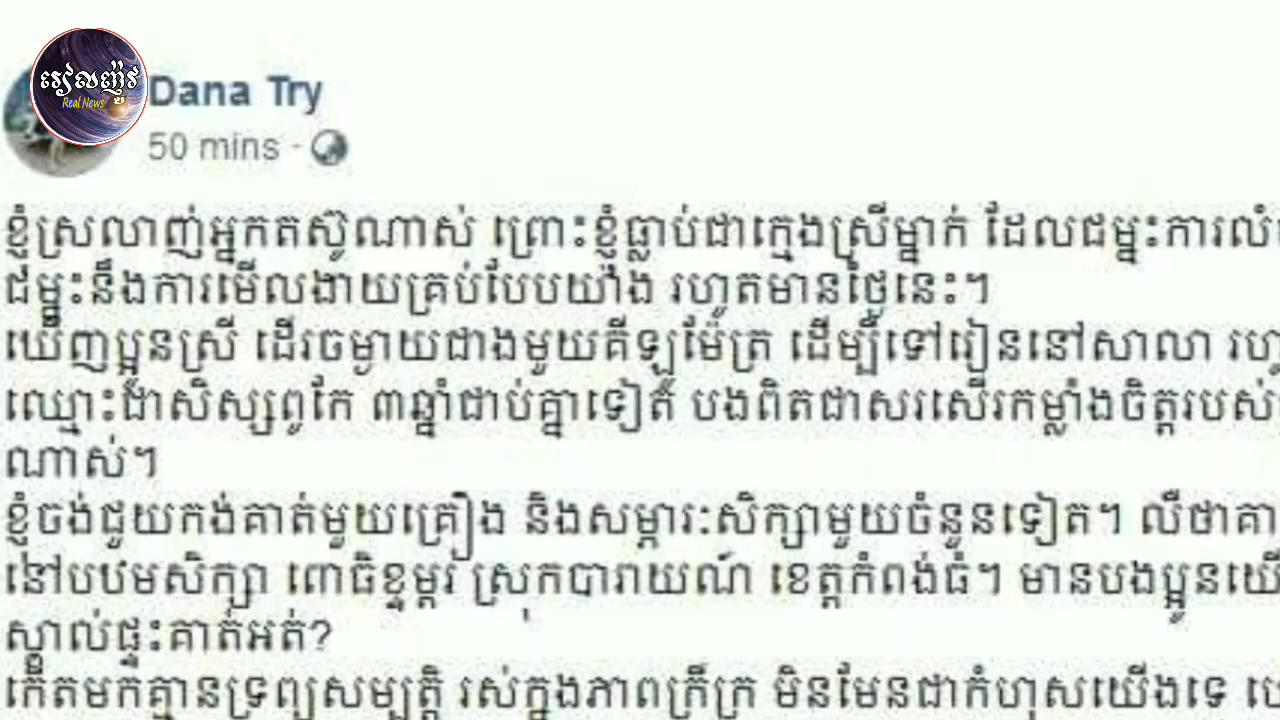 រៀលញ៉ូវ
Real News
Dana Try
50 mins ·
ខ្ញុំស្រលាញ់អ្នកតស៊ូណាស់ ព្រោះខ្ញុំធ្លាប់ជាក្មេងស្រីម្នាក់ ដែលជម្នះការលំ
ជម្នះនឹងការមើលងាយគ្រប់បែបយ៉ាង រហូតមានថ្ងៃនេះ។
ឃើញប្អូនស្រី ដើរចម្ងាយជាងមួយគីឡូម៉ែត្រ ដើម្បីទៅរៀននៅសាលា រហូ
ឈ្មោះជាសិស្សពូកែ ៣ឆ្នាំជាប់គ្នាទៀត បងពិតជាសរសើរកម្លាំងចិត្តរបស់
ណាស់។
ខ្ញុំចង់ជួយកង់គាត់មួយគ្រឿង និងសម្ភារៈសិក្សាមួយចំនួនទៀត។ លឺថាគា
នៅបឋមសិក្សា ពោធិខ្ទុម្ពរ ស្រុកបារាយណ៍ ខេត្តកំពង់ធំ។ មានបងប្អូនយើ
ស្គាល់ផ្ទះគាត់អត់?
កើតមកគ្មានទ្រព្យសម្បត្តិ រស់ក្នុងភាពក្រីក្រ មិនមែនជាកំហុសយើងទេ